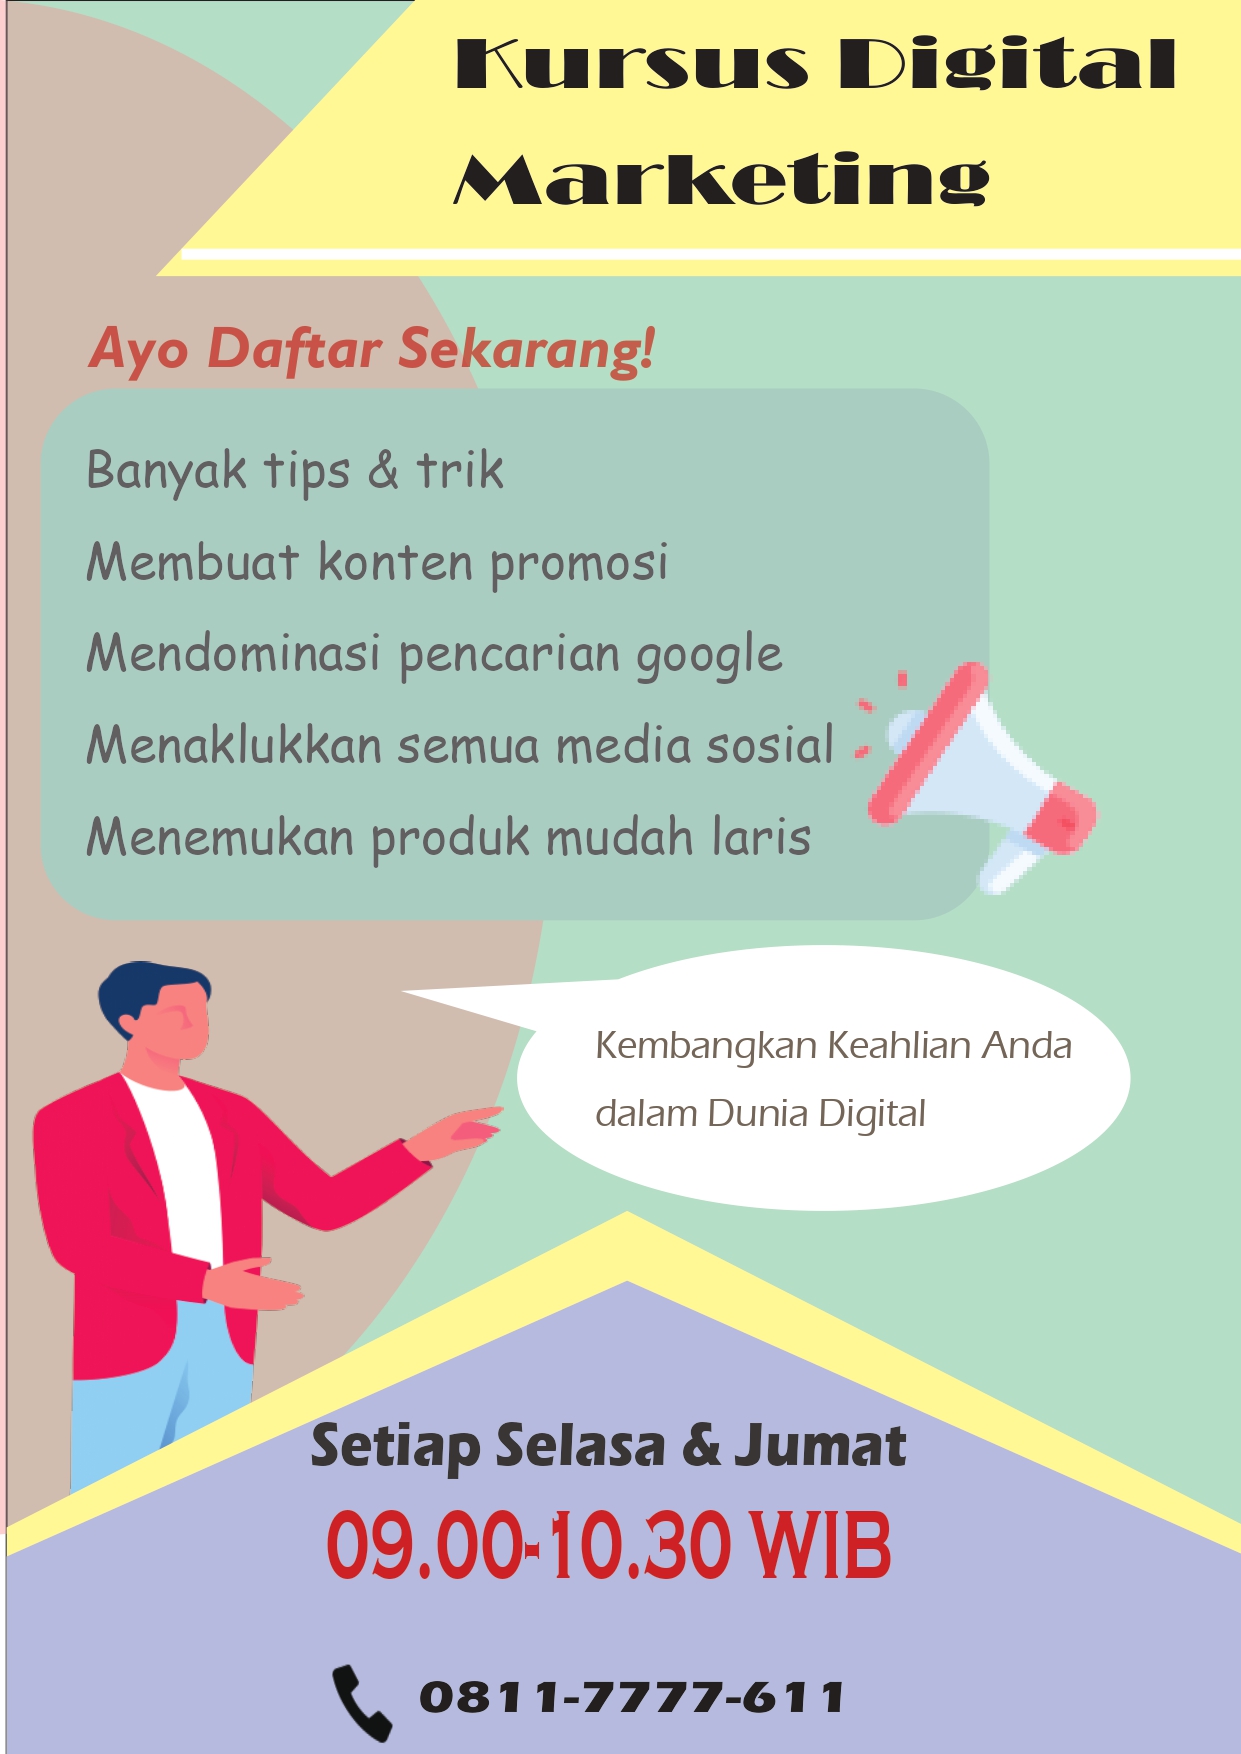 Kursus Digital
Marketing
Ayo Daftar Sekarang!
Banyak tips & trik
Membuat konten promosi
Mendominasi pencarian google
Menaklukkan semua media sosial
Menemukan produk mudah laris
Kembangkan Keahlian Anda
dalam Dunia Digital
Setiap Selasa & Jumat
09.00-10.30 WIB
0811-7777-611